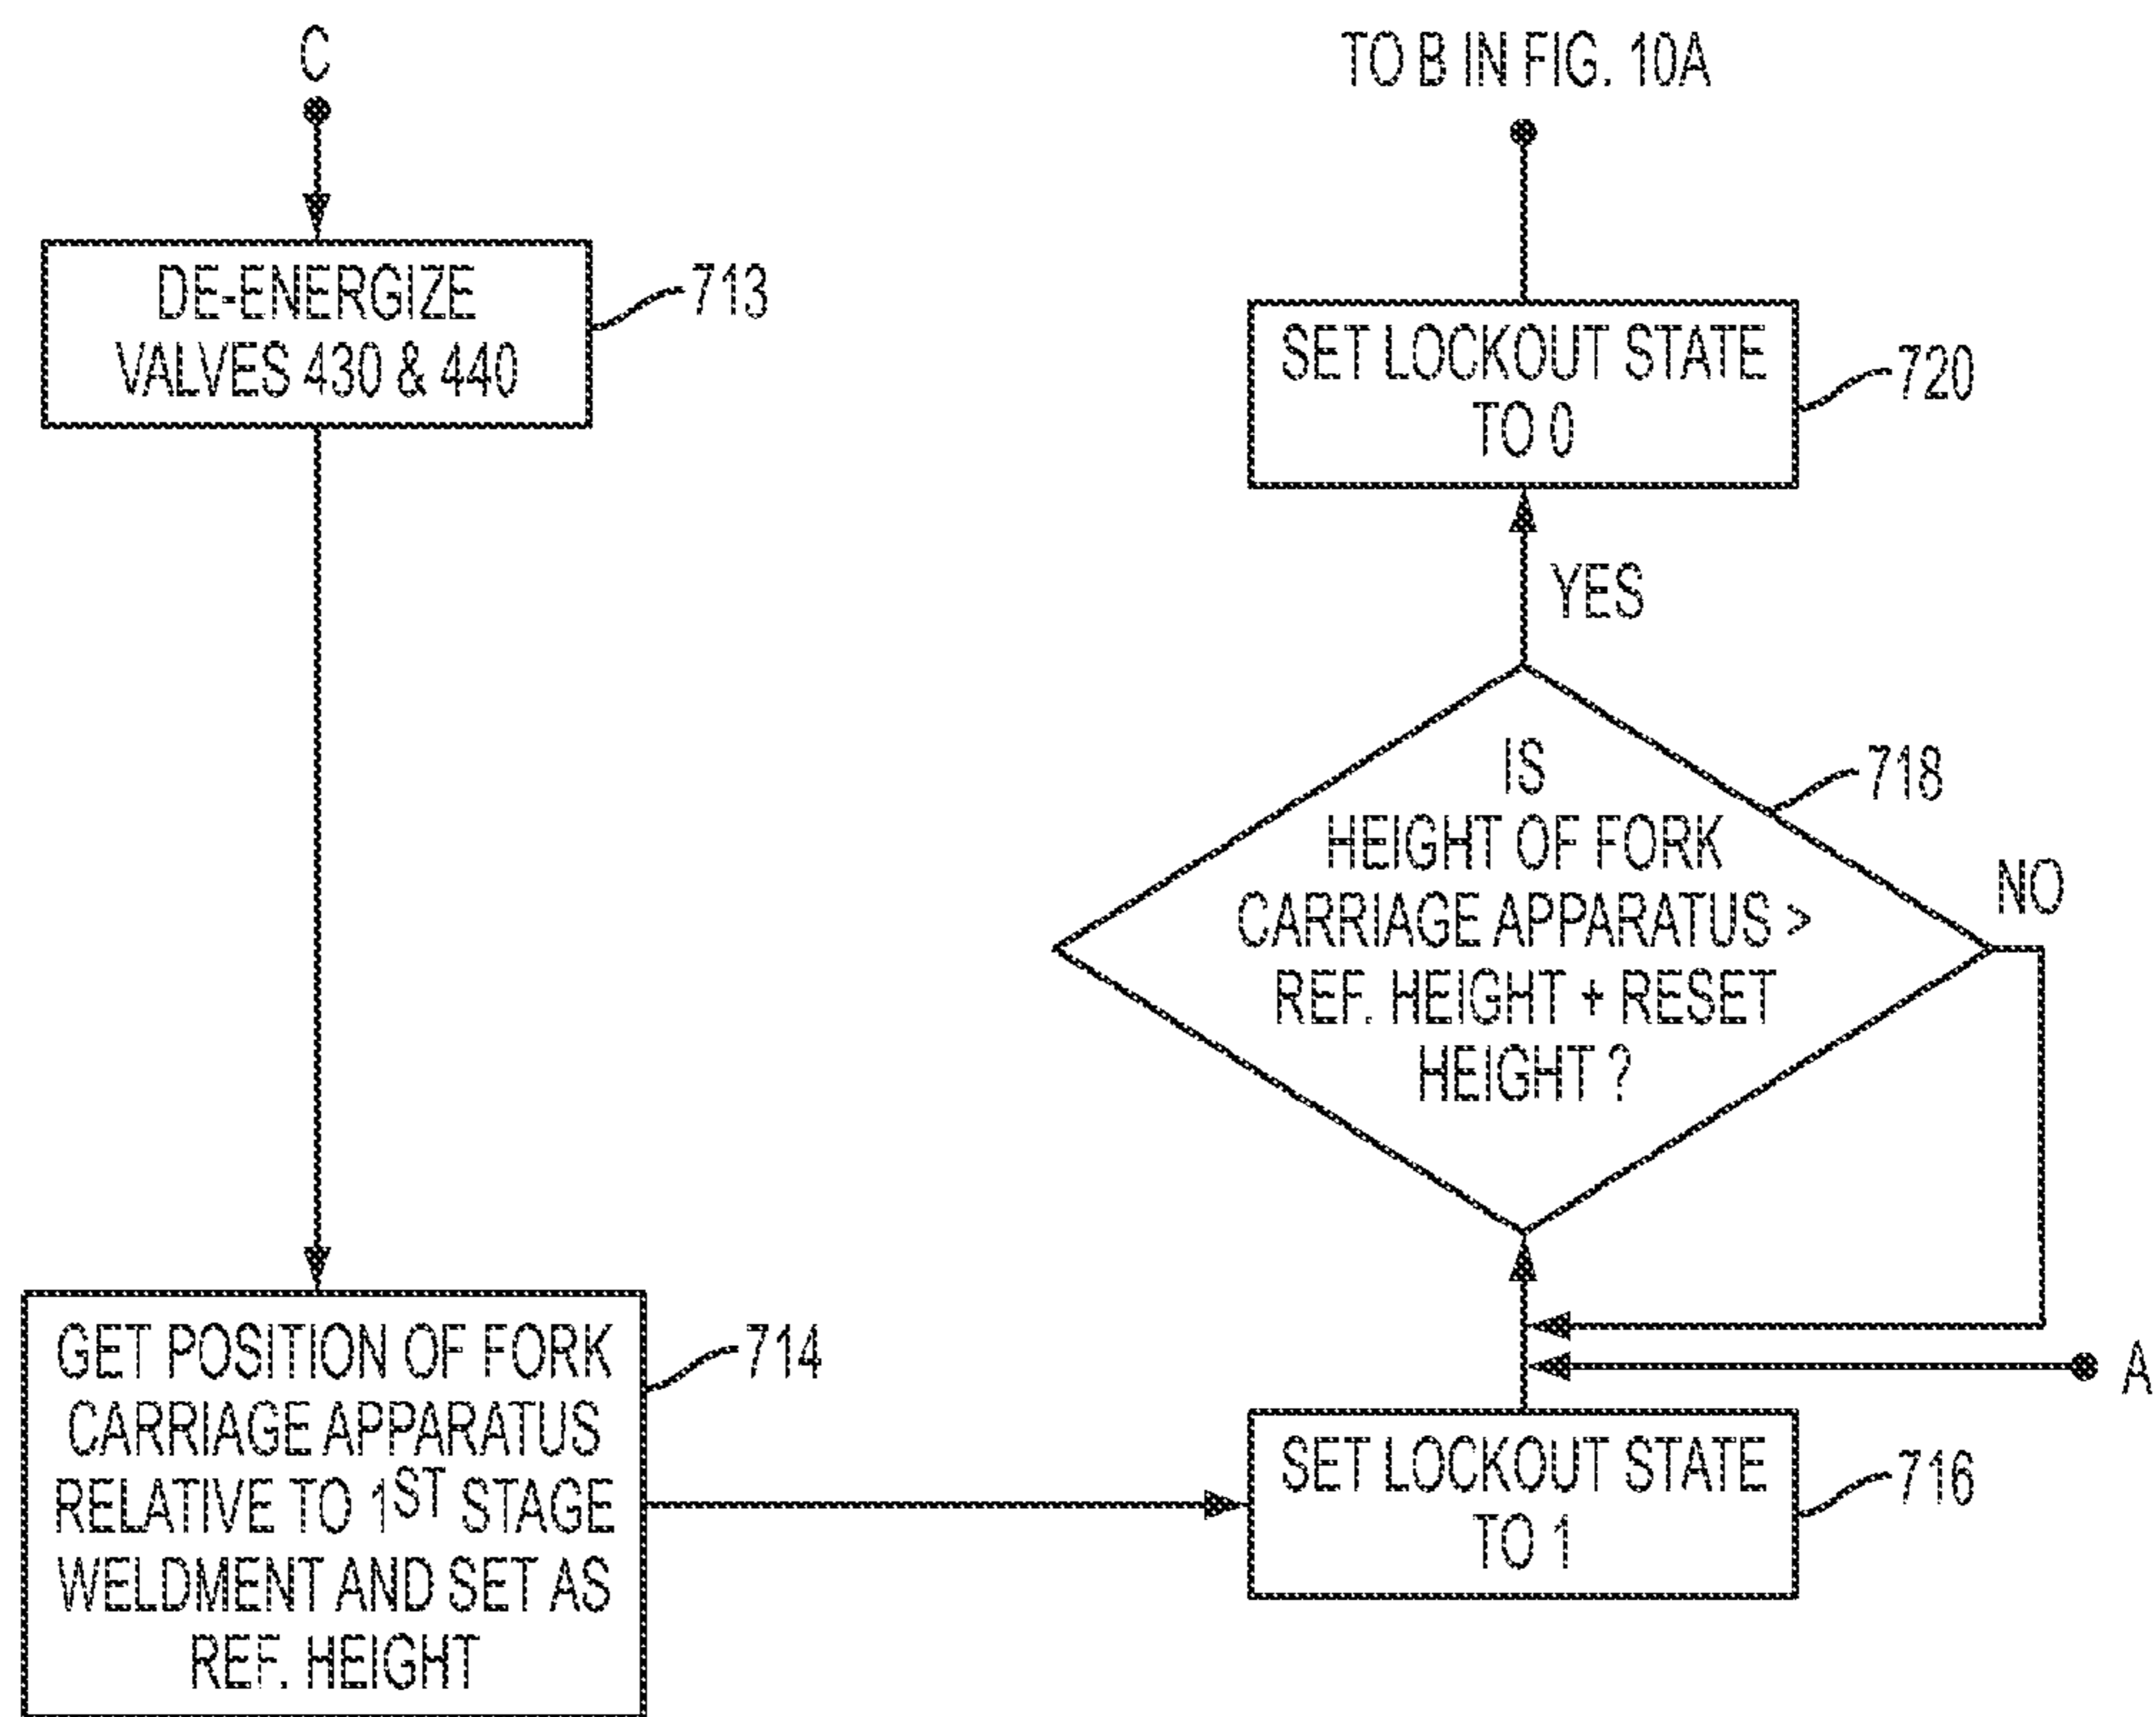 C
DE-ENERGIZE
VALVES 430 & 440
713
GET POSITION OF FORK
CARRIAGE APPARATUS
RELATIVE TO 1ST STAGE
WELDMENT AND SET AS
REF. HEIGHT
714
TO B IN FIG. 10A
SET LOCKOUT STATE
TO 0
720
YES
IS
HEIGHT OF FORK
CARRIAGE APPARATUS >
REF. HEIGHT + RESET
HEIGHT ?
718
NO
A
SET LOCKOUT STATE
TO 1
716